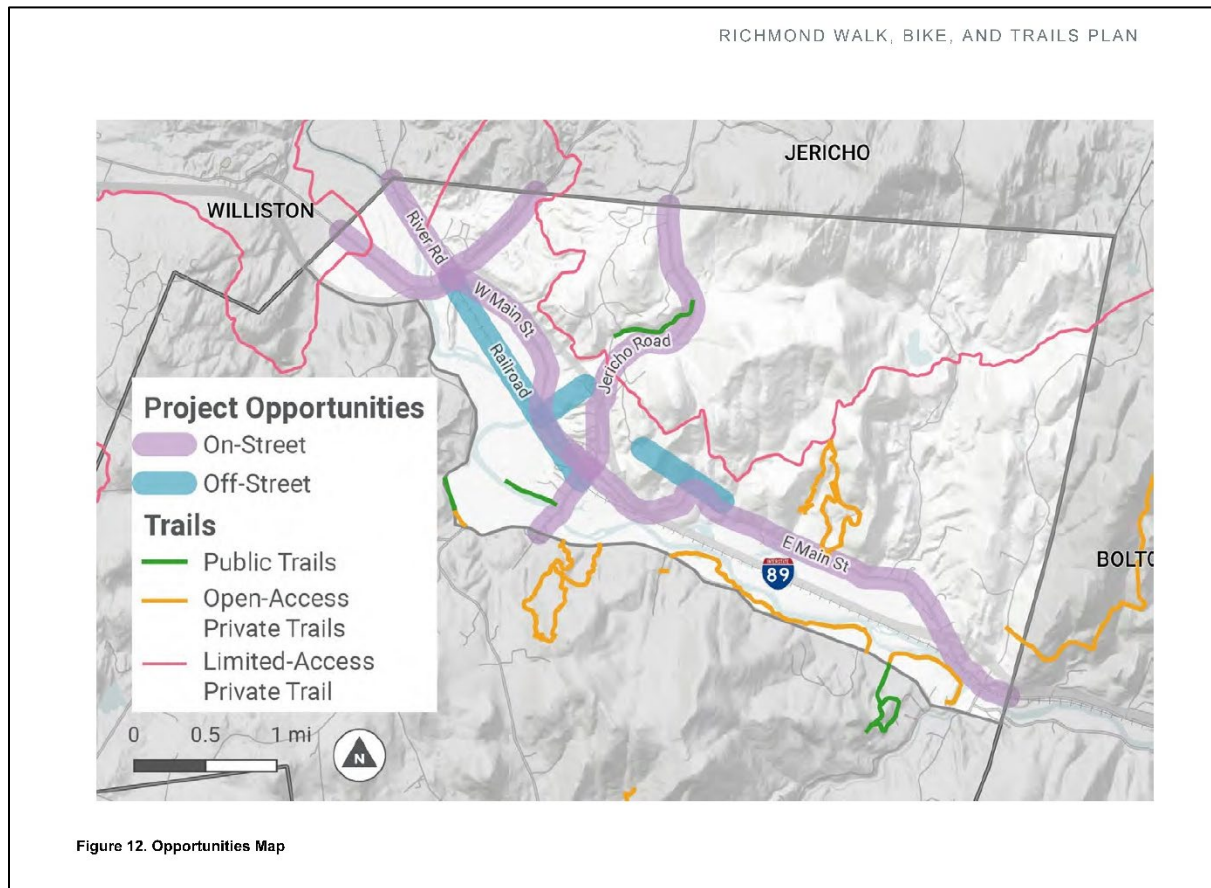 RICHMOND WALK, BIKE, AND TRAILS PLAN
JERICHO
WILLISTON
River Rd
W Main St
Railroad
Jericho Road
E Main St
INTERSTATE
89
BOLTO
Project Opportunities
On-Street
Off-Street
Trails
Public Trails
Open-Access
Private Trails
Limited-Access
Private Trail
0 0.5 1 mi
N
Figure 12. Opportunities Map